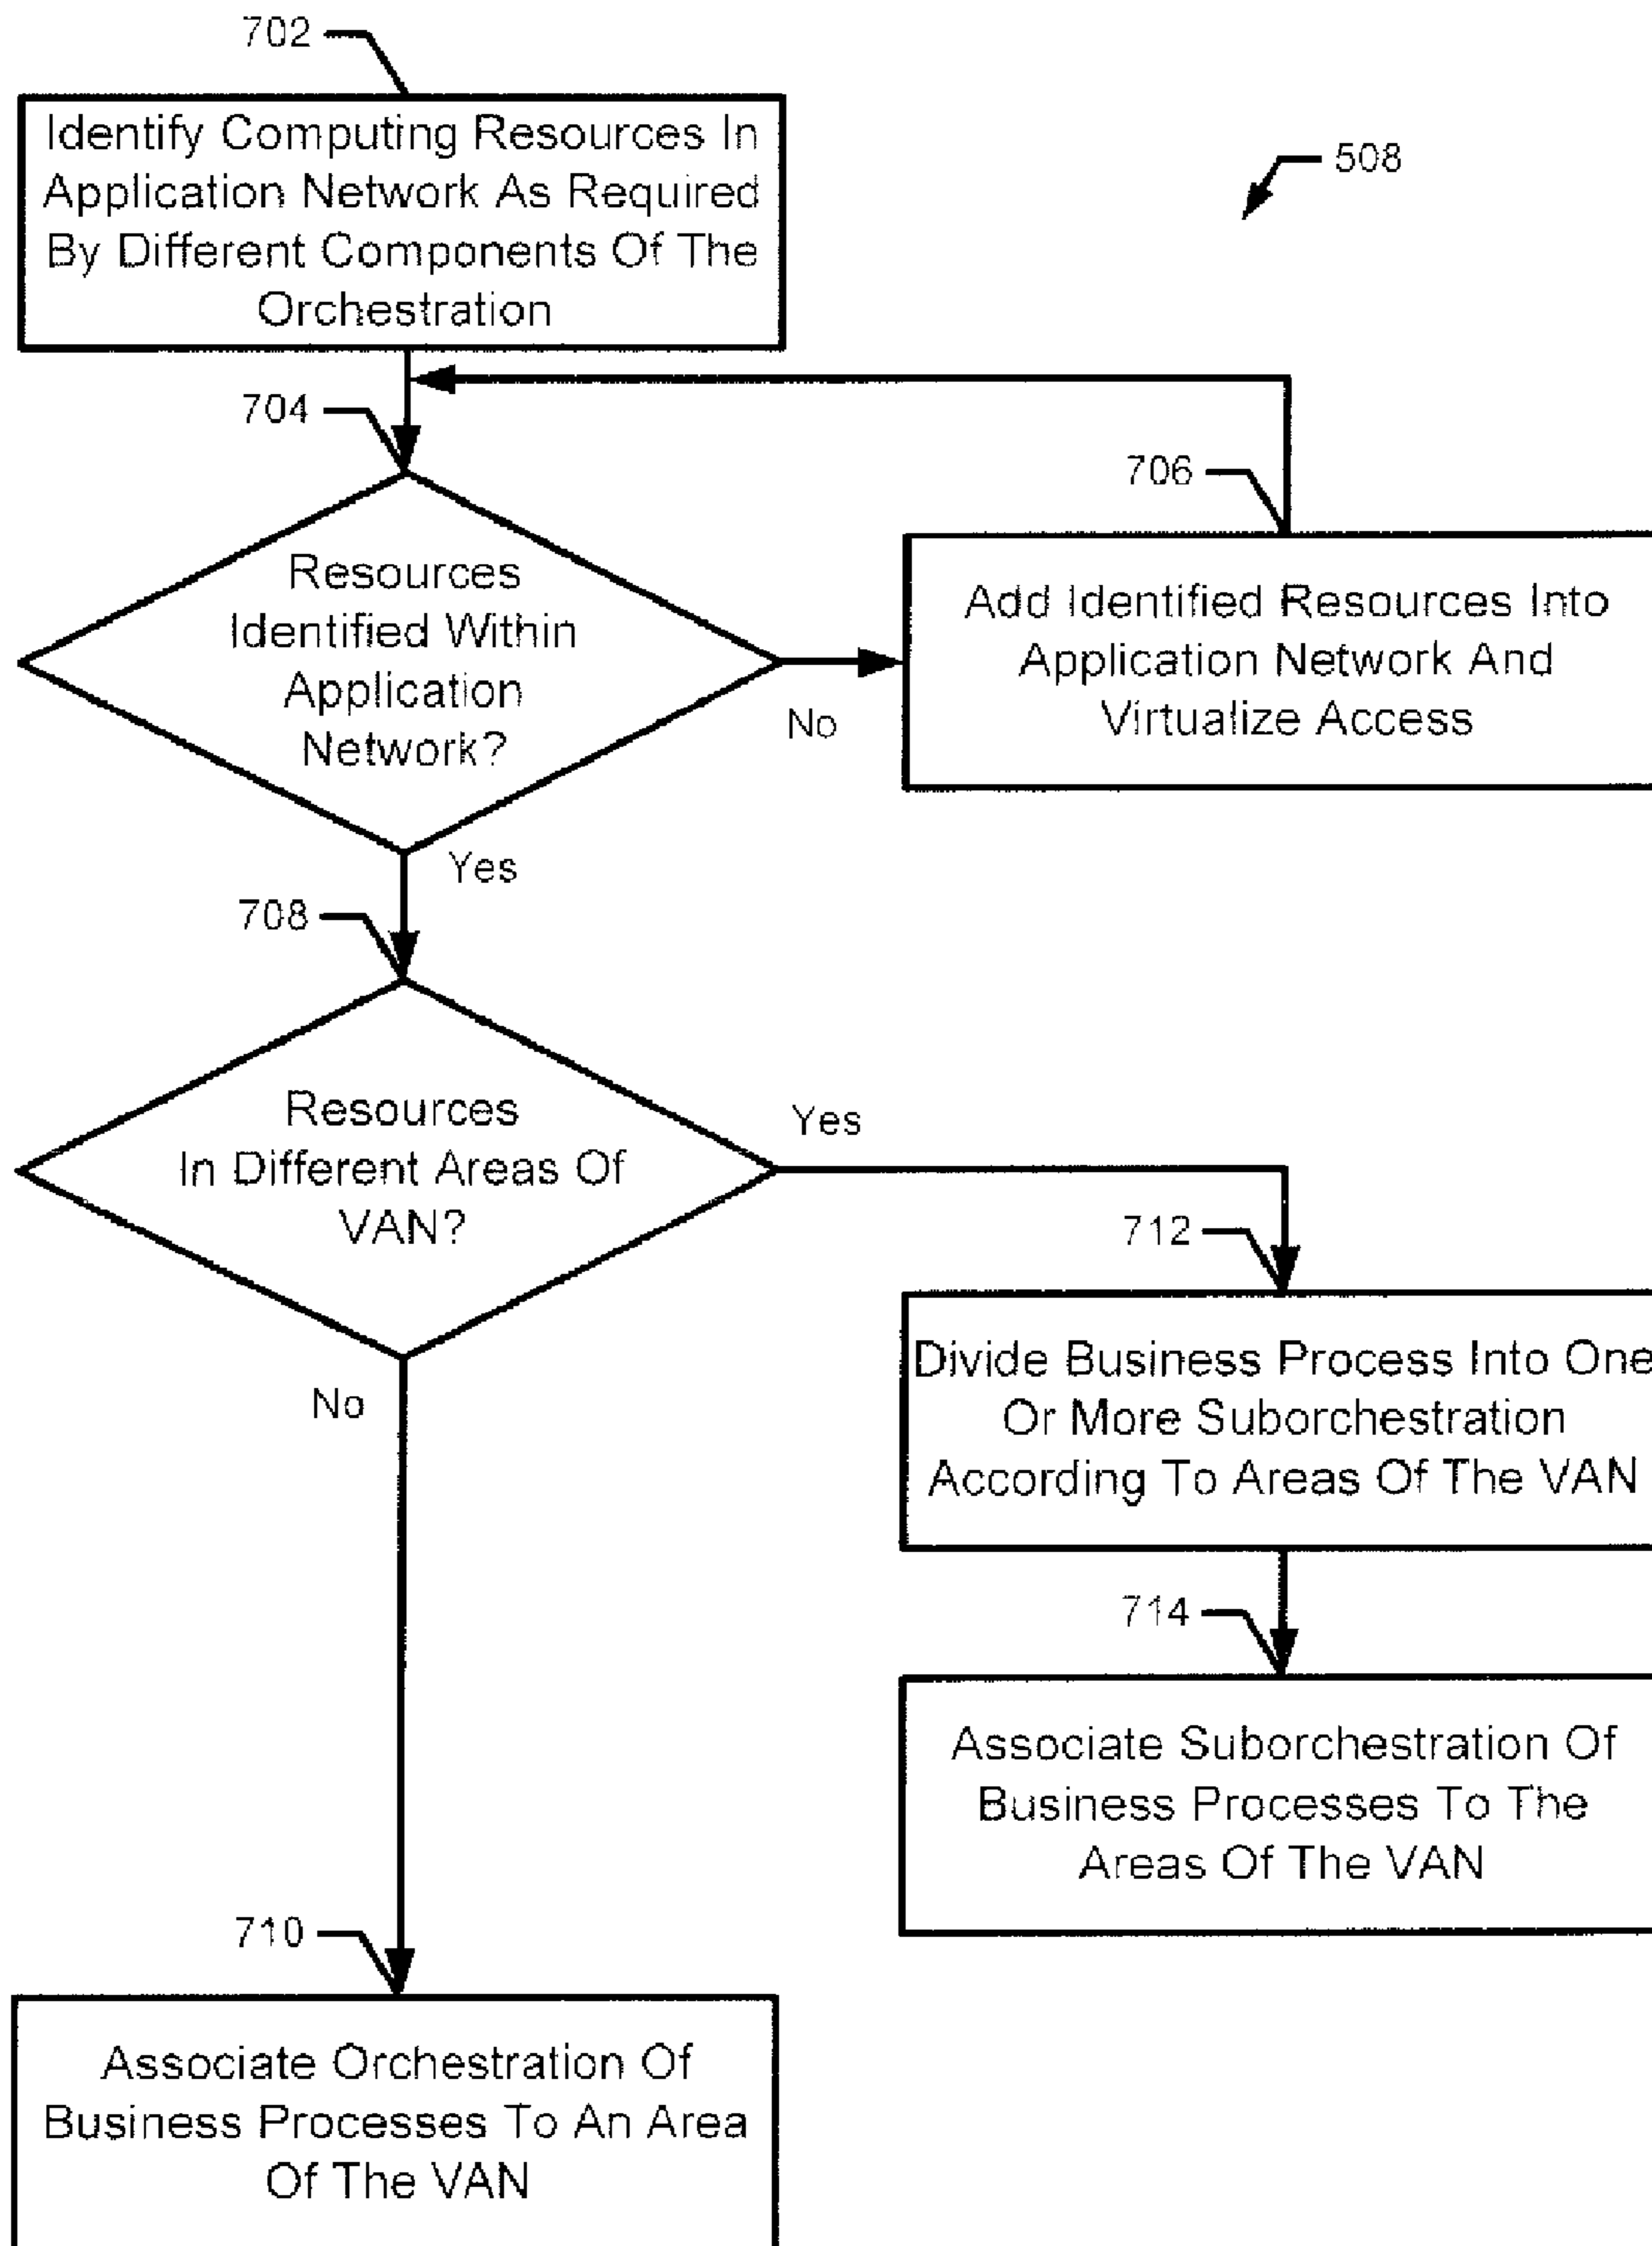 702
Identify Computing Resources In
Application Network As Required
By Different Components Of The
Orchestration
508
704
Resources
Identified Within
Application
Network?
No
Yes
706
Add Identified Resources Into
Application Network And
Virtualize Access
708
Resources
In Different Areas Of
VAN?
Yes
No
712
Divide Business Process Into One
Or More Suborchestration
According To Areas Of The VAN
714
Associate Suborchestration Of
Business Processes To The
Areas Of The VAN
710
Associate Orchestration Of
Business Processes To An Area
Of The VAN